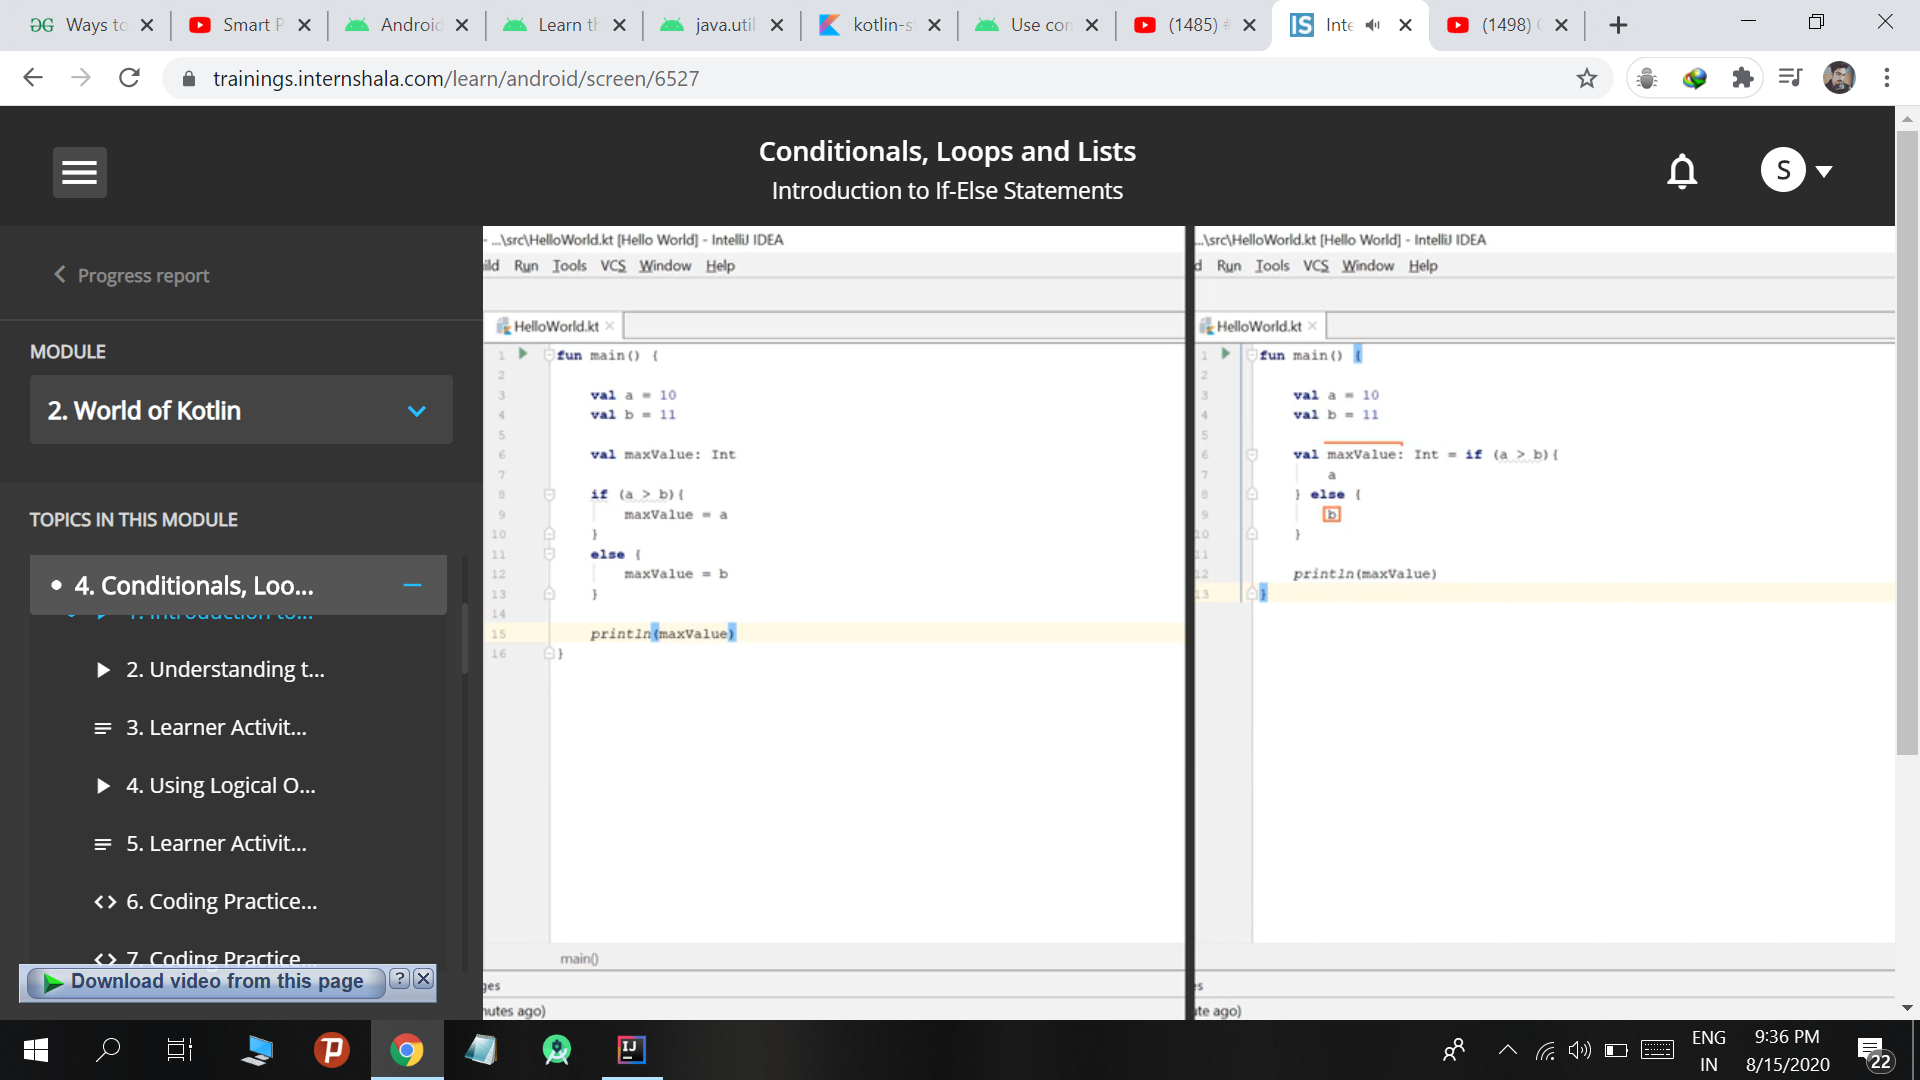 Ways to
Smart P
Android
Learn th
java.util
kotlin-s
Use con
(1485) #
Inte
(1498)
trainings.internshala.com/learn/android/screen/6527
Conditionals, Loops and Lists
Introduction to If-Else Statements
S
Progress report
MODULE
2. World of Kotlin
TOPICS IN THIS MODULE
4. Conditionals, Loo...
1. Introduction to...
2. Understanding t...
3. Learner Activit...
4. Using Logical O...
5. Learner Activit...
6. Coding Practice...
7. Coding Practice...
Download video from this page
?
- ...\src\HelloWorld.kt [Hello World] - IntelliJ IDEA
ild Run Tools VCS Window Help
HelloWorld.kt
1 fun main() {
2
3 val a = 10
4 val b = 11
5
6 val maxValue: Int
7
8 if (a > b){
9 maxValue = a
10 }
11 else {
12 maxValue = b
13 }
14
15 println(maxValue)
16 }
main()
ges
nutes ago)
...\src\HelloWorld.kt [Hello World] - IntelliJ IDEA
d Run Tools VCS Window Help
HelloWorld.kt
1 fun main() {
2
3 val a = 10
4 val b = 11
5
6 val maxValue: Int = if (a > b){
7 a
8 } else {
9 b
10 }
11
12 println(maxValue)
13 }
s
te ago)
IJ
ENG
IN
9:36 PM
8/15/2020
22